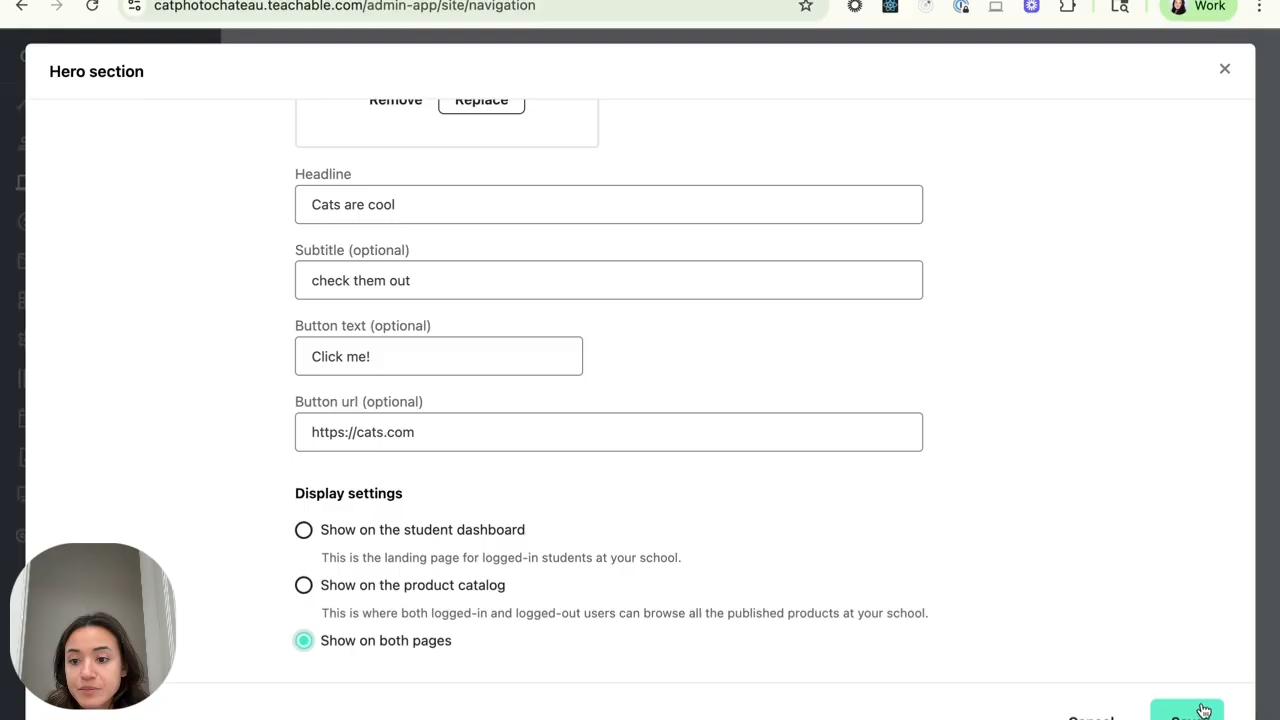 catphotochateau.teachable.com/admin-app/site/navigation
Work
Hero section
Remove
Replace
Headline
Cats are cool
Subtitle (optional)
check them out
Button text (optional)
Click me!
Button url (optional)
https://cats.com
Display settings
Show on the student dashboard
This is the landing page for logged-in students at your school.
Show on the product catalog
This is where both logged-in and logged-out users can browse all the published products at your school.
Show on both pages
Cancel